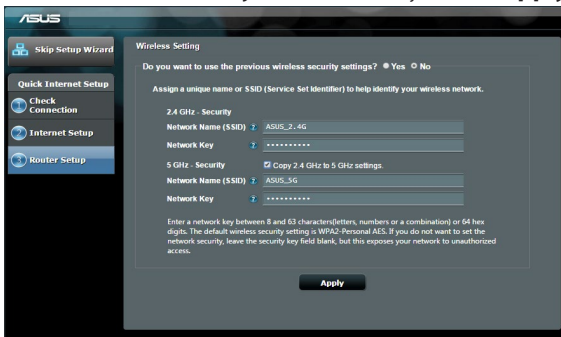 ASUS
Skip Setup Wizard
Quick Internet Setup
1 Check
Connection
2 Internet Setup
3 Router Setup
Wireless Setting
Do you want to use the previous wireless security settings? Yes No
Assign a unique name or SSID (Service Set Identifier) to help identify your wireless network.
2.4 GHz - Security
Network Name (SSID) ? ASUS_2.4G
Network Key ? ••••••••••
5 GHz - Security Copy 2.4 GHz to 5 GHz settings.
Network Name (SSID) ? ASUS_5G
Network Key ? ••••••••••
Enter a network key between 8 and 63 characters(letters, numbers or a combination) or 64 hex
digits. The default wireless security setting is WPA2-Personal AES. If you do not want to set the
network security, leave the security key field blank, but this exposes your network to unauthorized
access.
Apply